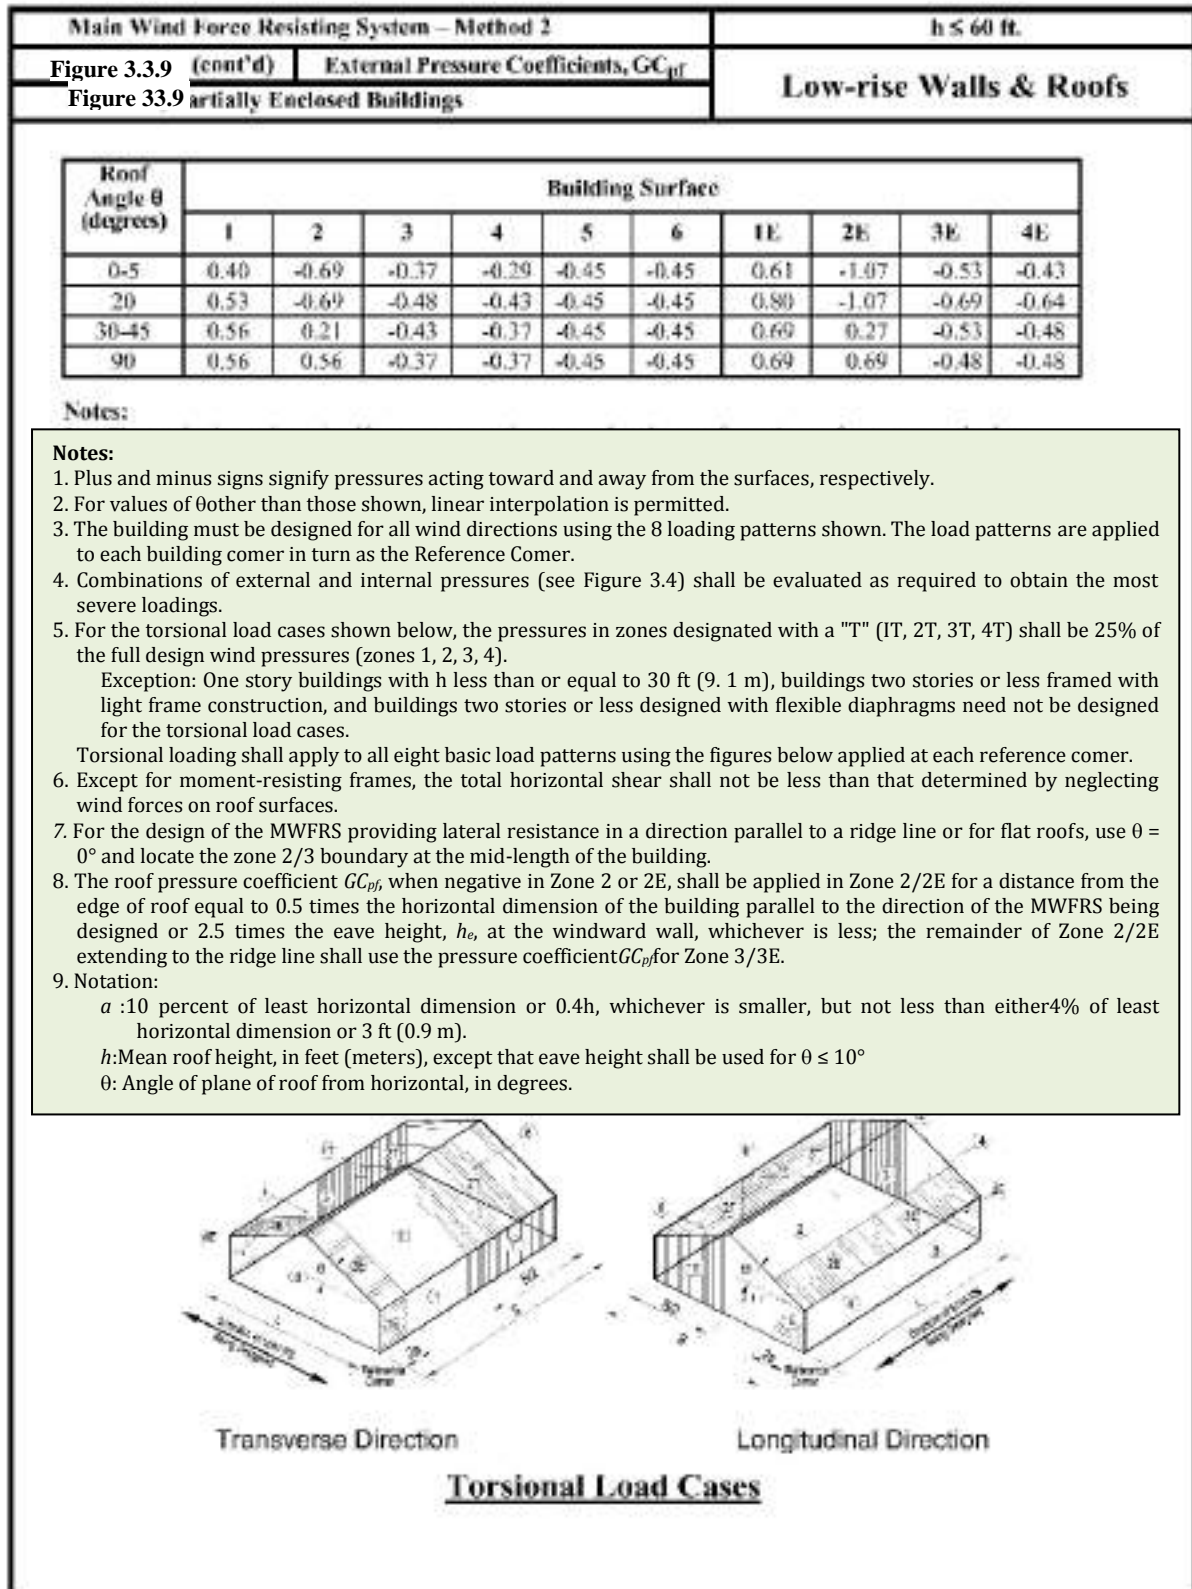 Main Wind Force Resisting System – Method 2
h ≤ 60 ft.
Figure 3.3.9 (cont'd)
External Pressure Coefficients, GCpf
Low-rise Walls & Roofs
Figure 33.9 artially Enclosed Buildings
Roof Angle θ (degrees)
Building Surface
1 2 3 4 5 6 1E 2E 3E 4E
0-5 0.40 -0.69 -0.37 -0.29 -0.45 -0.45 0.61 -1.07 -0.53 -0.43
20 0.53 -0.69 -0.48 -0.43 -0.45 -0.45 0.80 -1.07 -0.69 -0.64
30-45 0.56 0.21 -0.43 -0.37 -0.45 -0.45 0.69 0.27 -0.53 -0.48
90 0.56 0.56 -0.37 -0.37 -0.45 -0.45 0.69 0.69 -0.48 -0.48
Notes:
Notes:
1. Plus and minus signs signify pressures acting toward and away from the surfaces, respectively.
2. For values of θother than those shown, linear interpolation is permitted.
3. The building must be designed for all wind directions using the 8 loading patterns shown. The load patterns are applied
to each building comer in turn as the Reference Comer.
4. Combinations of external and internal pressures (see Figure 3.4) shall be evaluated as required to obtain the most
severe loadings.
5. For the torsional load cases shown below, the pressures in zones designated with a "T" (IT, 2T, 3T, 4T) shall be 25% of
the full design wind pressures (zones 1, 2, 3, 4).
Exception: One story buildings with h less than or equal to 30 ft (9. 1 m), buildings two stories or less framed with
light frame construction, and buildings two stories or less designed with flexible diaphragms need not be designed
for the torsional load cases.
Torsional loading shall apply to all eight basic load patterns using the figures below applied at each reference comer.
6. Except for moment-resisting frames, the total horizontal shear shall not be less than that determined by neglecting
wind forces on roof surfaces.
7. For the design of the MWFRS providing lateral resistance in a direction parallel to a ridge line or for flat roofs, use θ =
0° and locate the zone 2/3 boundary at the mid-length of the building.
8. The roof pressure coefficient GCpf, when negative in Zone 2 or 2E, shall be applied in Zone 2/2E for a distance from the
edge of roof equal to 0.5 times the horizontal dimension of the building parallel to the direction of the MWFRS being
designed or 2.5 times the eave height, he, at the windward wall, whichever is less; the remainder of Zone 2/2E
extending to the ridge line shall use the pressure coefficientGCpffor Zone 3/3E.
9. Notation:
a :10 percent of least horizontal dimension or 0.4h, whichever is smaller, but not less than either4% of least
horizontal dimension or 3 ft (0.9 m).
h:Mean roof height, in feet (meters), except that eave height shall be used for θ ≤ 10°
θ: Angle of plane of roof from horizontal, in degrees.
Transverse Direction
Longitudinal Direction
Torsional Load Cases